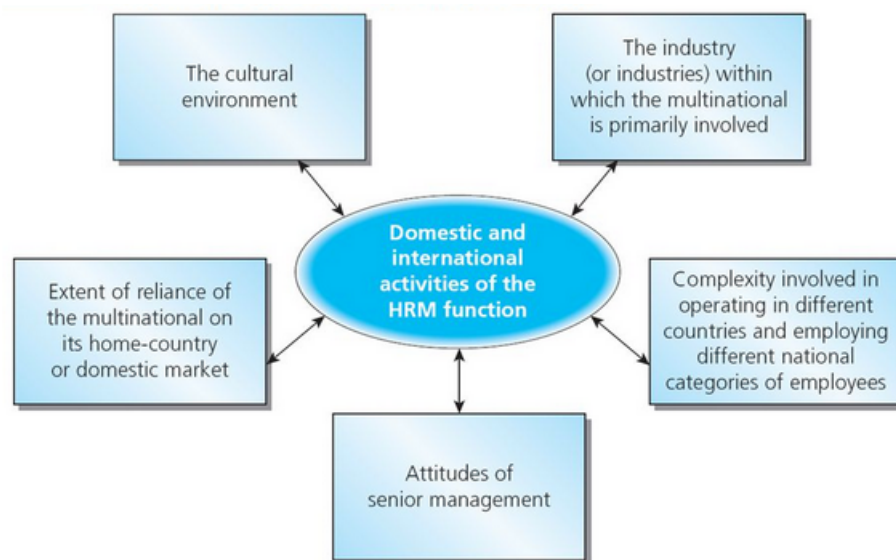 The cultural
environment
The industry
(or industries) within
which the multinational
is primarily involved
Domestic and
international
activities of the
HRM function
Extent of reliance of
the multinational on
its home-country
or domestic market
Complexity involved in
operating in different
countries and employing
different national
categories of employees
Attitudes of
senior management